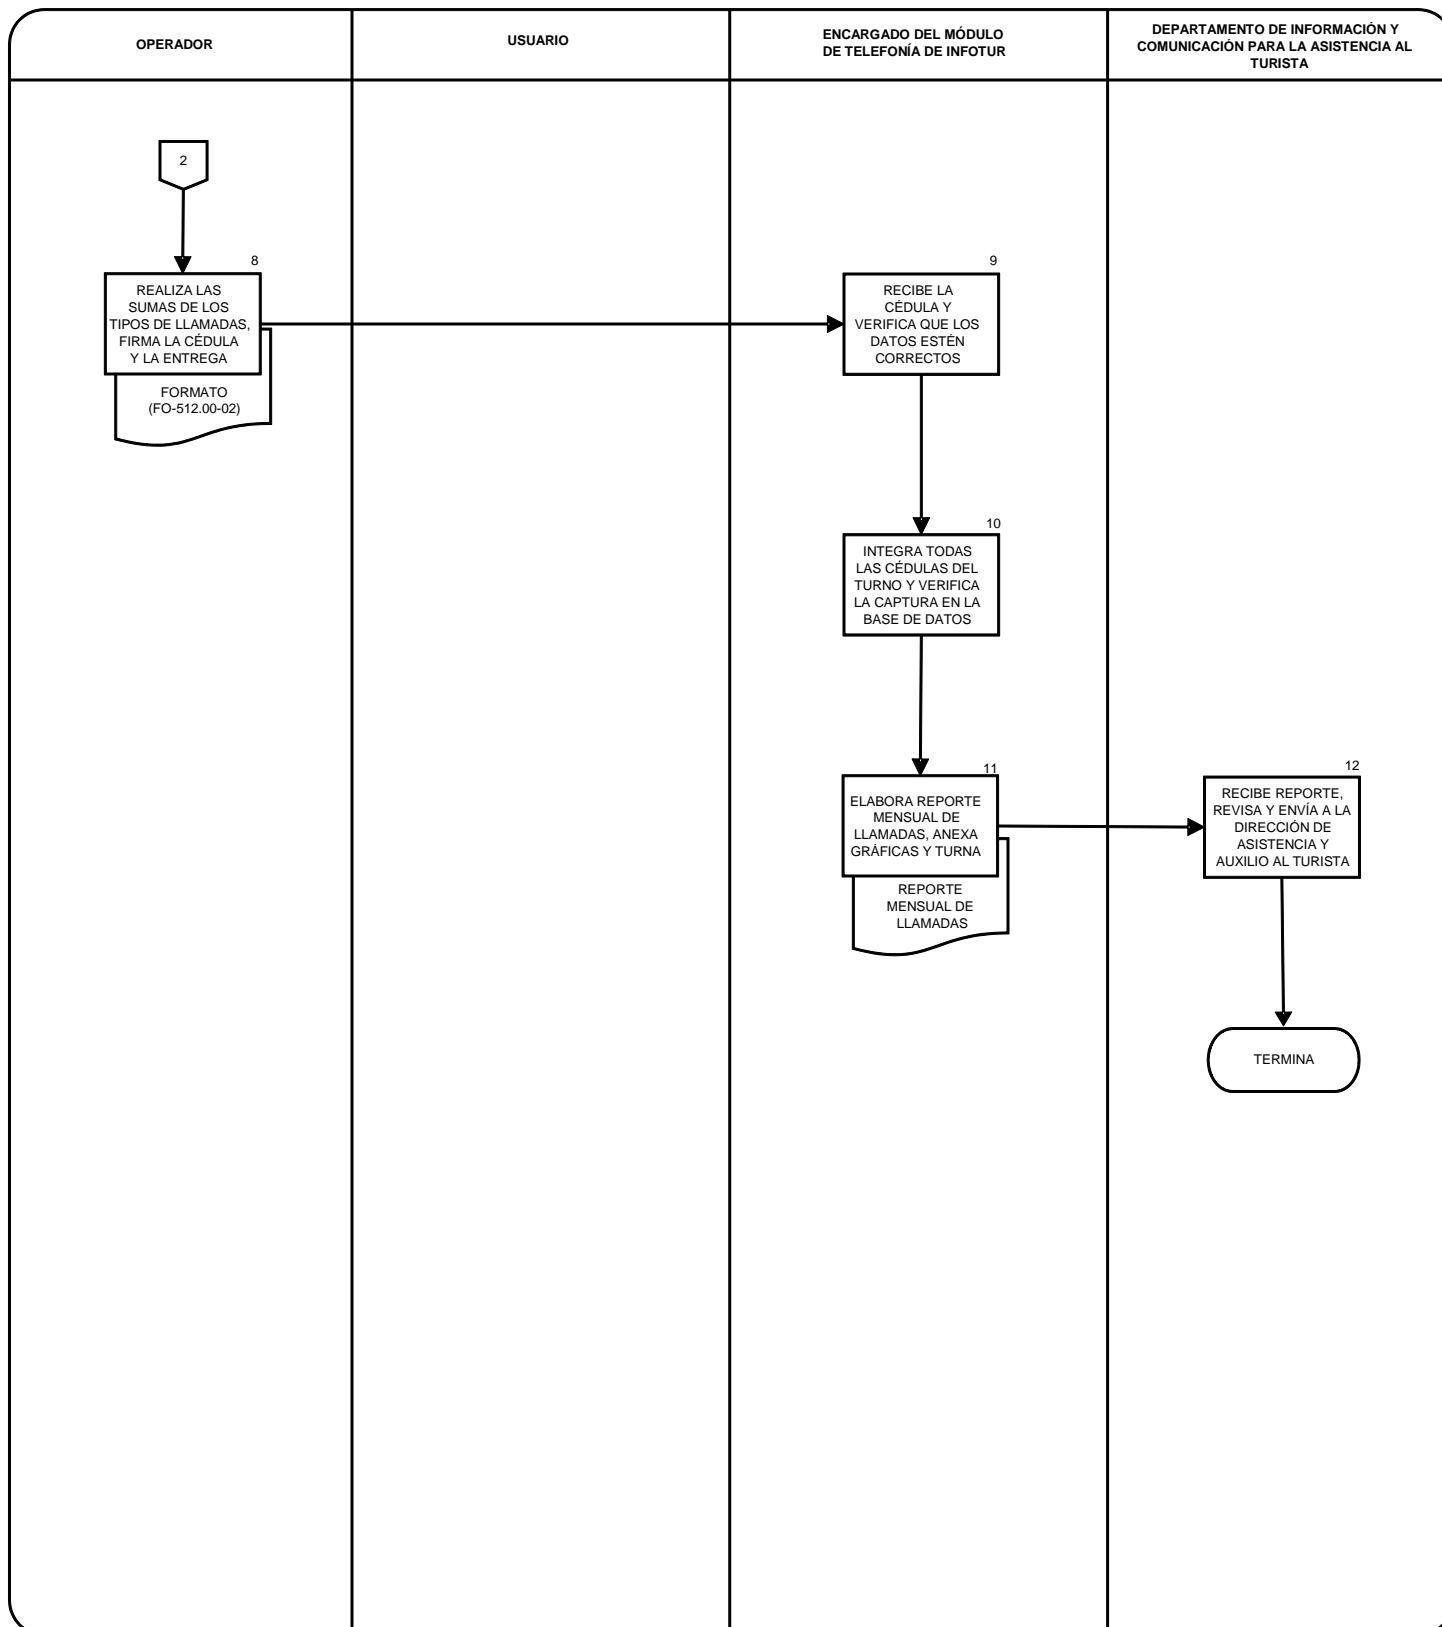 OPERADOR
USUARIO
ENCARGADO DEL MÓDULO
DE TELEFONÍA DE INFOTUR
DEPARTAMENTO DE INFORMACIÓN Y
COMUNICACIÓN PARA LA ASISTENCIA AL
TURISTA
2
8
REALIZA LAS
SUMAS DE LOS
TIPOS DE LLAMADAS,
FIRMA LA CÉDULA
Y LA ENTREGA
FORMATO
(FO-512.00-02)
9
RECIBE LA
CÉDULA Y
VERIFICA QUE LOS
DATOS ESTÉN
CORRECTOS
10
INTEGRA TODAS
LAS CÉDULAS DEL
TURNO Y VERIFICA
LA CAPTURA EN LA
BASE DE DATOS
11
ELABORA REPORTE
MENSUAL DE
LLAMADAS, ANEXA
GRÁFICAS Y TURNA
REPORTE
MENSUAL DE
LLAMADAS
12
RECIBE REPORTE,
REVISA Y ENVÍA A LA
DIRECCIÓN DE
ASISTENCIA Y
AUXILIO AL TURISTA
TERMINA